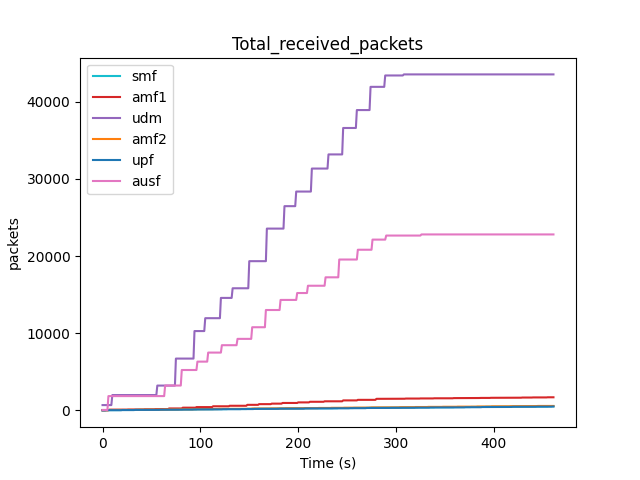 Total_received_packets
smf
amf1
udm
amf2
upf
ausf
packets
40000
30000
20000
10000
0
0 100 200 300 400
Time (s)